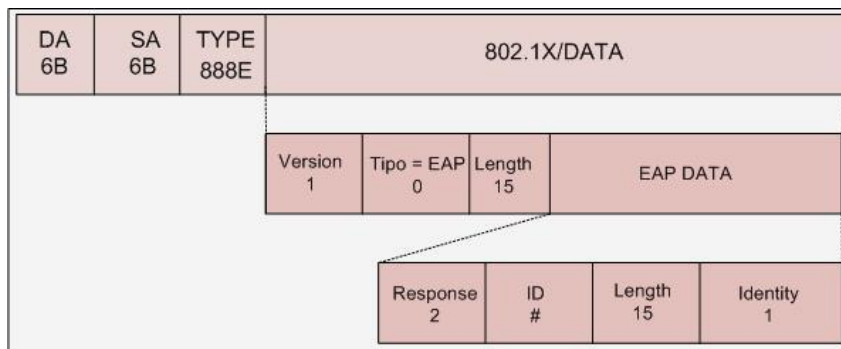 DA
6B
SA
6B
TYPE
888E
802.1X/DATA
Version
1
Tipo = EAP
0
Length
15
EAP DATA
Response
2
ID
#
Length
15
Identity
1